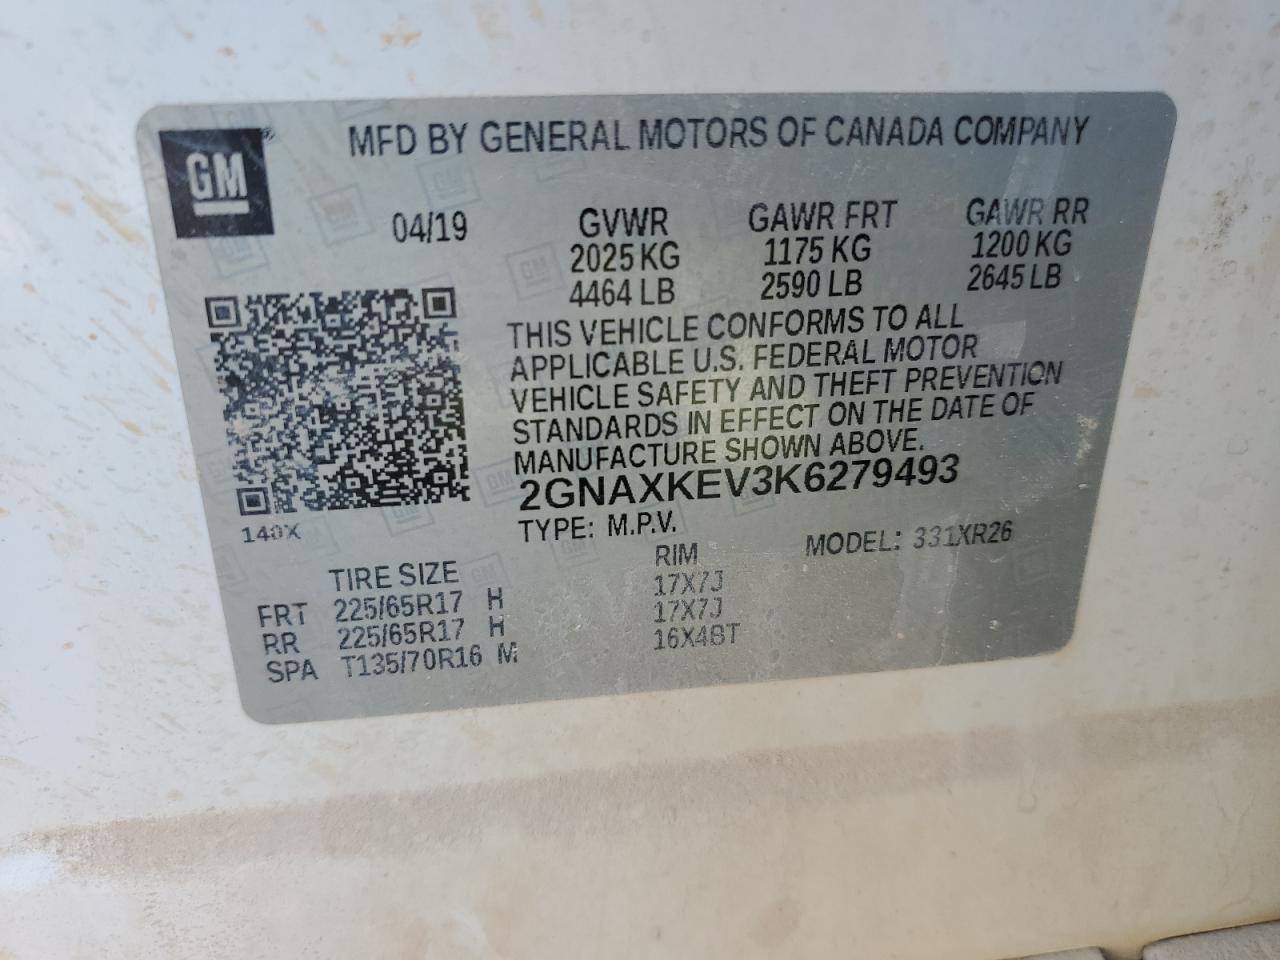 GM
MFD BY GENERAL MOTORS OF CANADA COMPANY
04/19 GVWR GAWR FRT GAWR RR
2025 KG 1175 KG 1200 KG
4464 LB 2590 LB 2645 LB
THIS VEHICLE CONFORMS TO ALL
APPLICABLE U.S. FEDERAL MOTOR
VEHICLE SAFETY AND THEFT PREVENTION
STANDARDS IN EFFECT ON THE DATE OF
MANUFACTURE SHOWN ABOVE.
2GNAXKEV3K6279493
140X
TYPE: M.P.V. MODEL: 331XR26
TIRE SIZE RIM
FRT 225/65R17 H 17X7J
RR 225/65R17 H 17X7J
SPA T135/70R16 M 16X4BT